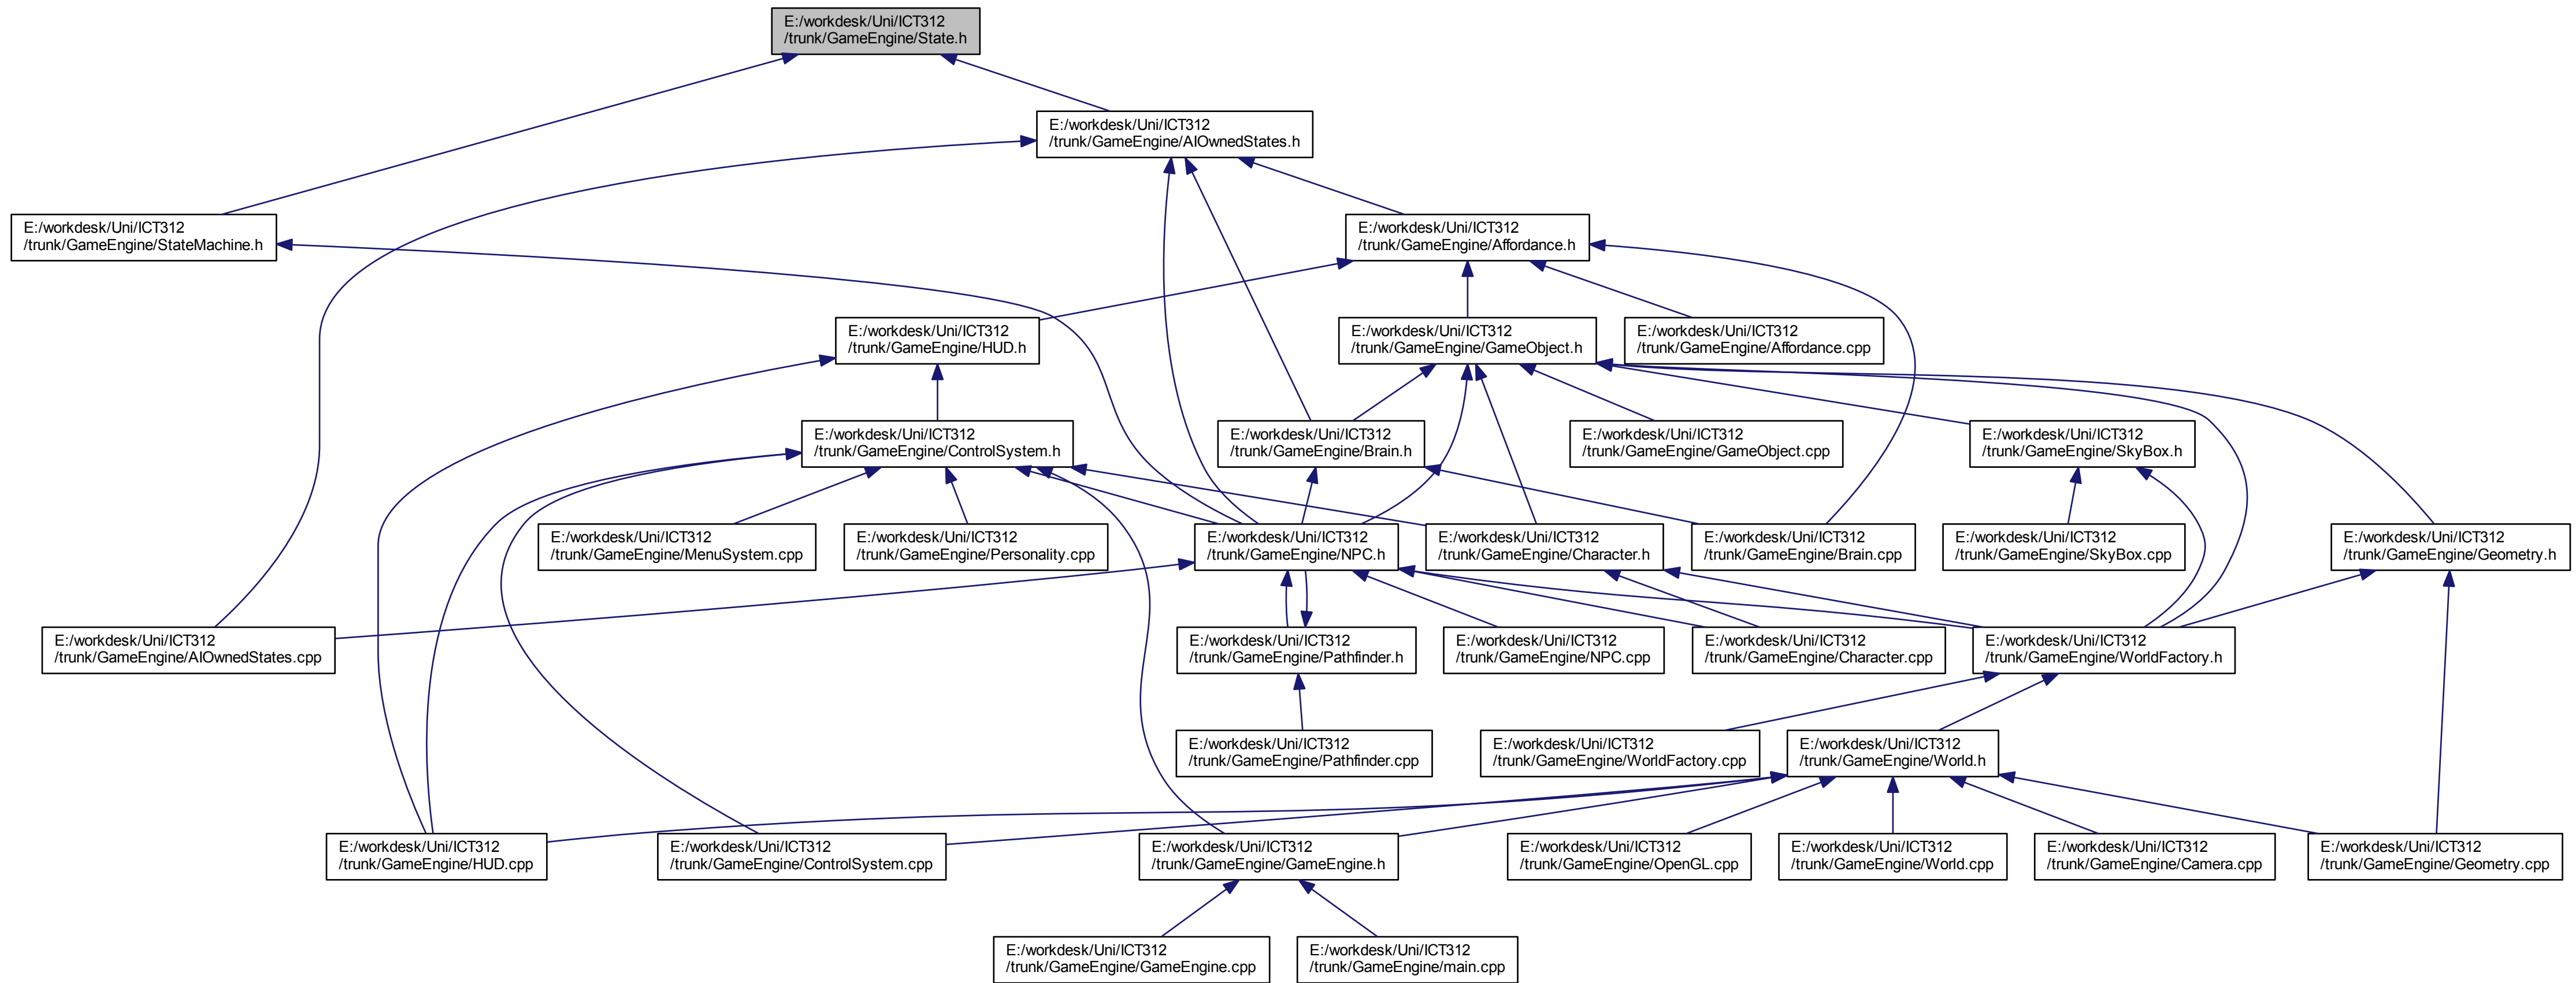 E:/workdesk/Uni/ICT312
/trunk/GameEngine/State.h
E:/workdesk/Uni/ICT312
/trunk/GameEngine/AIOwnedStates.h
E:/workdesk/Uni/ICT312
/trunk/GameEngine/StateMachine.h
E:/workdesk/Uni/ICT312
/trunk/GameEngine/Affordance.h
E:/workdesk/Uni/ICT312
/trunk/GameEngine/HUD.h
E:/workdesk/Uni/ICT312
/trunk/GameEngine/GameObject.h
E:/workdesk/Uni/ICT312
/trunk/GameEngine/Affordance.cpp
E:/workdesk/Uni/ICT312
/trunk/GameEngine/ControlSystem.h
E:/workdesk/Uni/ICT312
/trunk/GameEngine/Brain.h
E:/workdesk/Uni/ICT312
/trunk/GameEngine/GameObject.cpp
E:/workdesk/Uni/ICT312
/trunk/GameEngine/SkyBox.h
E:/workdesk/Uni/ICT312
/trunk/GameEngine/MenuSystem.cpp
E:/workdesk/Uni/ICT312
/trunk/GameEngine/Personality.cpp
E:/workdesk/Uni/ICT312
/trunk/GameEngine/NPC.h
E:/workdesk/Uni/ICT312
/trunk/GameEngine/Character.h
E:/workdesk/Uni/ICT312
/trunk/GameEngine/Brain.cpp
E:/workdesk/Uni/ICT312
/trunk/GameEngine/SkyBox.cpp
E:/workdesk/Uni/ICT312
/trunk/GameEngine/Geometry.h
E:/workdesk/Uni/ICT312
/trunk/GameEngine/AIOwnedStates.cpp
E:/workdesk/Uni/ICT312
/trunk/GameEngine/Pathfinder.h
E:/workdesk/Uni/ICT312
/trunk/GameEngine/NPC.cpp
E:/workdesk/Uni/ICT312
/trunk/GameEngine/Character.cpp
E:/workdesk/Uni/ICT312
/trunk/GameEngine/WorldFactory.h
E:/workdesk/Uni/ICT312
/trunk/GameEngine/Pathfinder.cpp
E:/workdesk/Uni/ICT312
/trunk/GameEngine/WorldFactory.cpp
E:/workdesk/Uni/ICT312
/trunk/GameEngine/World.h
E:/workdesk/Uni/ICT312
/trunk/GameEngine/HUD.cpp
E:/workdesk/Uni/ICT312
/trunk/GameEngine/ControlSystem.cpp
E:/workdesk/Uni/ICT312
/trunk/GameEngine/GameEngine.h
E:/workdesk/Uni/ICT312
/trunk/GameEngine/OpenGL.cpp
E:/workdesk/Uni/ICT312
/trunk/GameEngine/World.cpp
E:/workdesk/Uni/ICT312
/trunk/GameEngine/Camera.cpp
E:/workdesk/Uni/ICT312
/trunk/GameEngine/Geometry.cpp
E:/workdesk/Uni/ICT312
/trunk/GameEngine/GameEngine.cpp
E:/workdesk/Uni/ICT312
/trunk/GameEngine/main.cpp